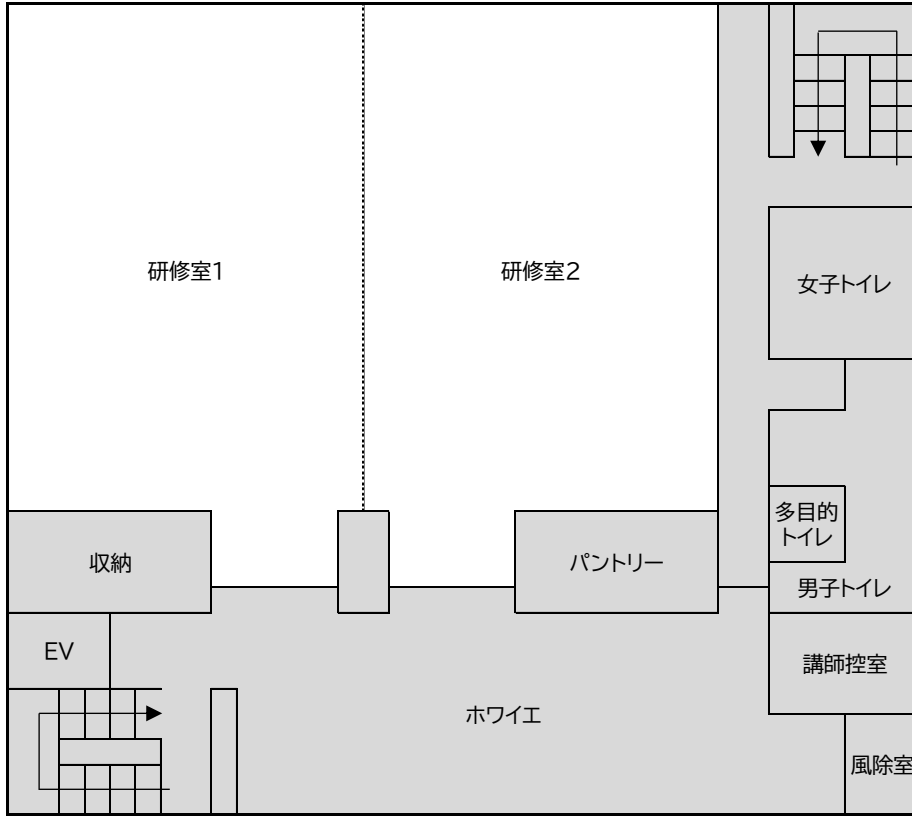 研修室1
研修室2
女子トイレ
多目的
トイレ
収納
パントリー
男子トイレ
EV
講師控室
ホワイエ
風除室